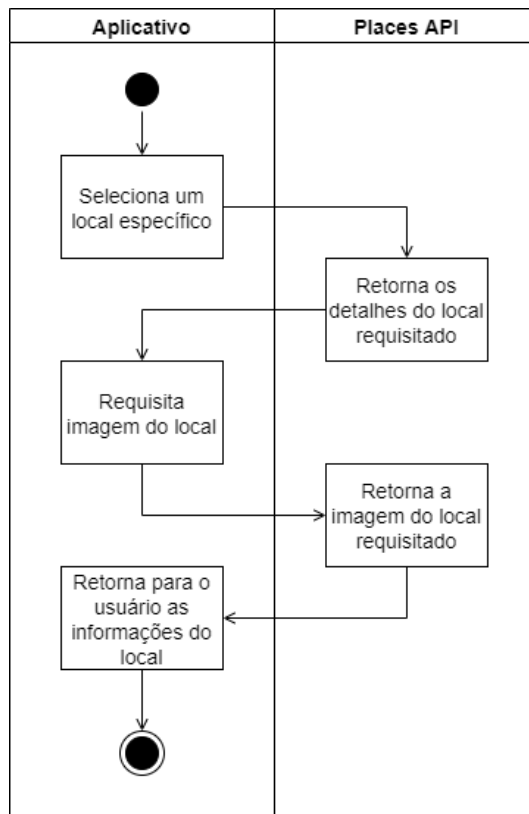 Aplicativo
Places API
Seleciona um
local específico
Retorna os
detalhes do local
requisitado
Requisita
imagem do local
Retorna a
imagem do local
requisitado
Retorna para o
usuário as
informações do
local